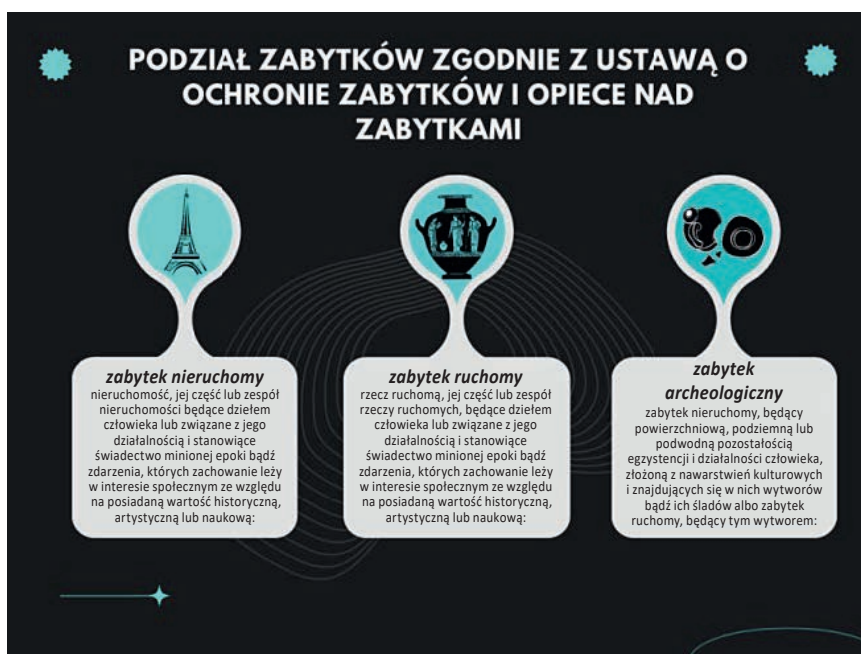 PODZIAŁ ZABYTKÓW ZGODNIE Z USTAWĄ O
OCHRONIE ZABYTKÓW I OPIECE NAD
ZABYTKAMI
zabytek nieruchomy
nieruchomość, jej część lub zespół
nieruchomości będące dziełem
człowieka lub związane z jego
działalnością i stanowiące
świadectwo minionej epoki bądź
zdarzenia, których zachowanie leży
w interesie społecznym ze względu
na posiadaną wartość historyczną,
artystyczną lub naukową:
zabytek ruchomy
rzecz ruchomą, jej część lub zespół
rzeczy ruchomych, będące dziełem
człowieka lub związane z jego
działalnością i stanowiące
świadectwo minionej epoki bądź
zdarzenia, których zachowanie leży
w interesie społecznym ze względu
na posiadaną wartość historyczną,
artystyczną lub naukową:
zabytek
archeologiczny
zabytek nieruchomy, będący
powierzchniową, podziemną lub
podwodną pozostałością
egzystencji i działalności człowieka,
złożoną z nawarstwień kulturowych
i znajdujących się w nich wytworów
bądź ich śladów albo zabytek
ruchomy, będący tym wytworem: